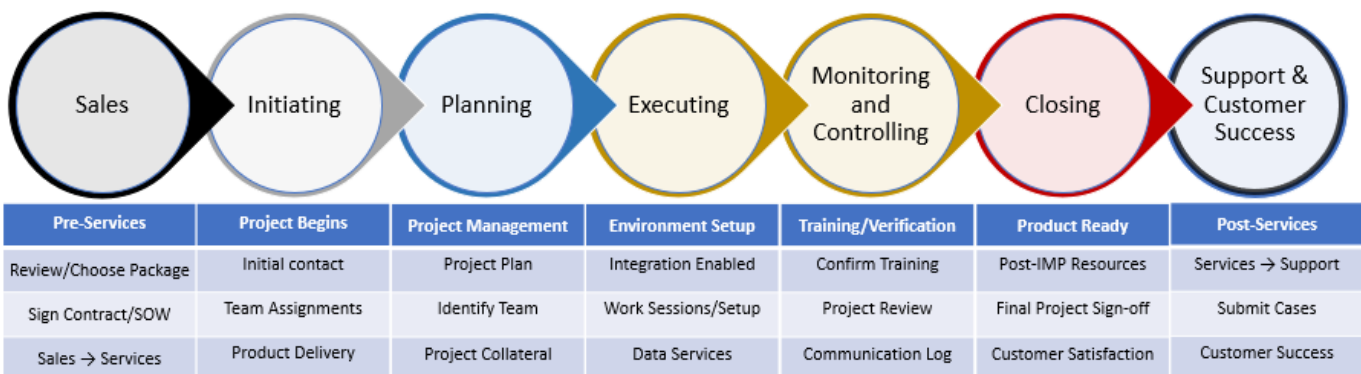 Sales
Initiating
Planning
Executing
Monitoring
and
Controlling
Closing
Support &
Customer
Success
Pre-Services Project Begins Project Management Environment Setup Training/Verification Product Ready Post-Services
Review/Choose Package Initial contact Project Plan Integration Enabled Confirm Training Post-IMP Resources Services → Support
Sign Contract/SOW Team Assignments Identify Team Work Sessions/Setup Project Review Final Project Sign-off Submit Cases
Sales → Services Product Delivery Project Collateral Data Services Communication Log Customer Satisfaction Customer Success